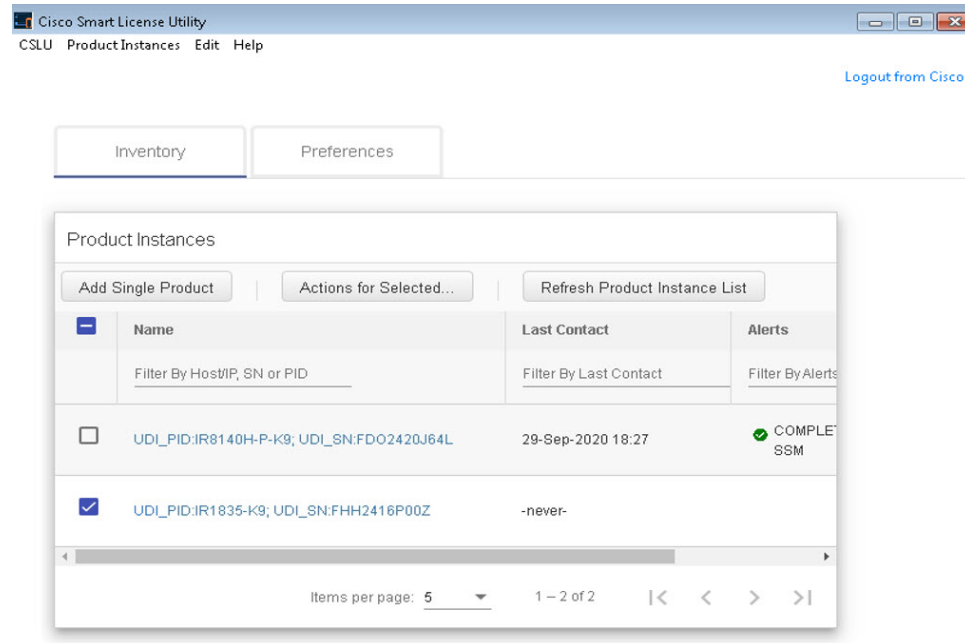 Cisco Smart License Utility
CSLU Product Instances Edit Help
Logout from Cisco
Inventory Preferences
Product Instances
Add Single Product Actions for Selected... Refresh Product Instance List
Name Last Contact Alerts
Filter By Host/IP, SN or PID Filter By Last Contact Filter By Alerts
UDI_PID:IR8140H-P-K9; UDI_SN:FDO2420J64L 29-Sep-2020 18:27 COMPLET
SSM
UDI_PID:IR1835-K9; UDI_SN:FHH2416P00Z -never-
Items per page: 5 1 – 2 of 2